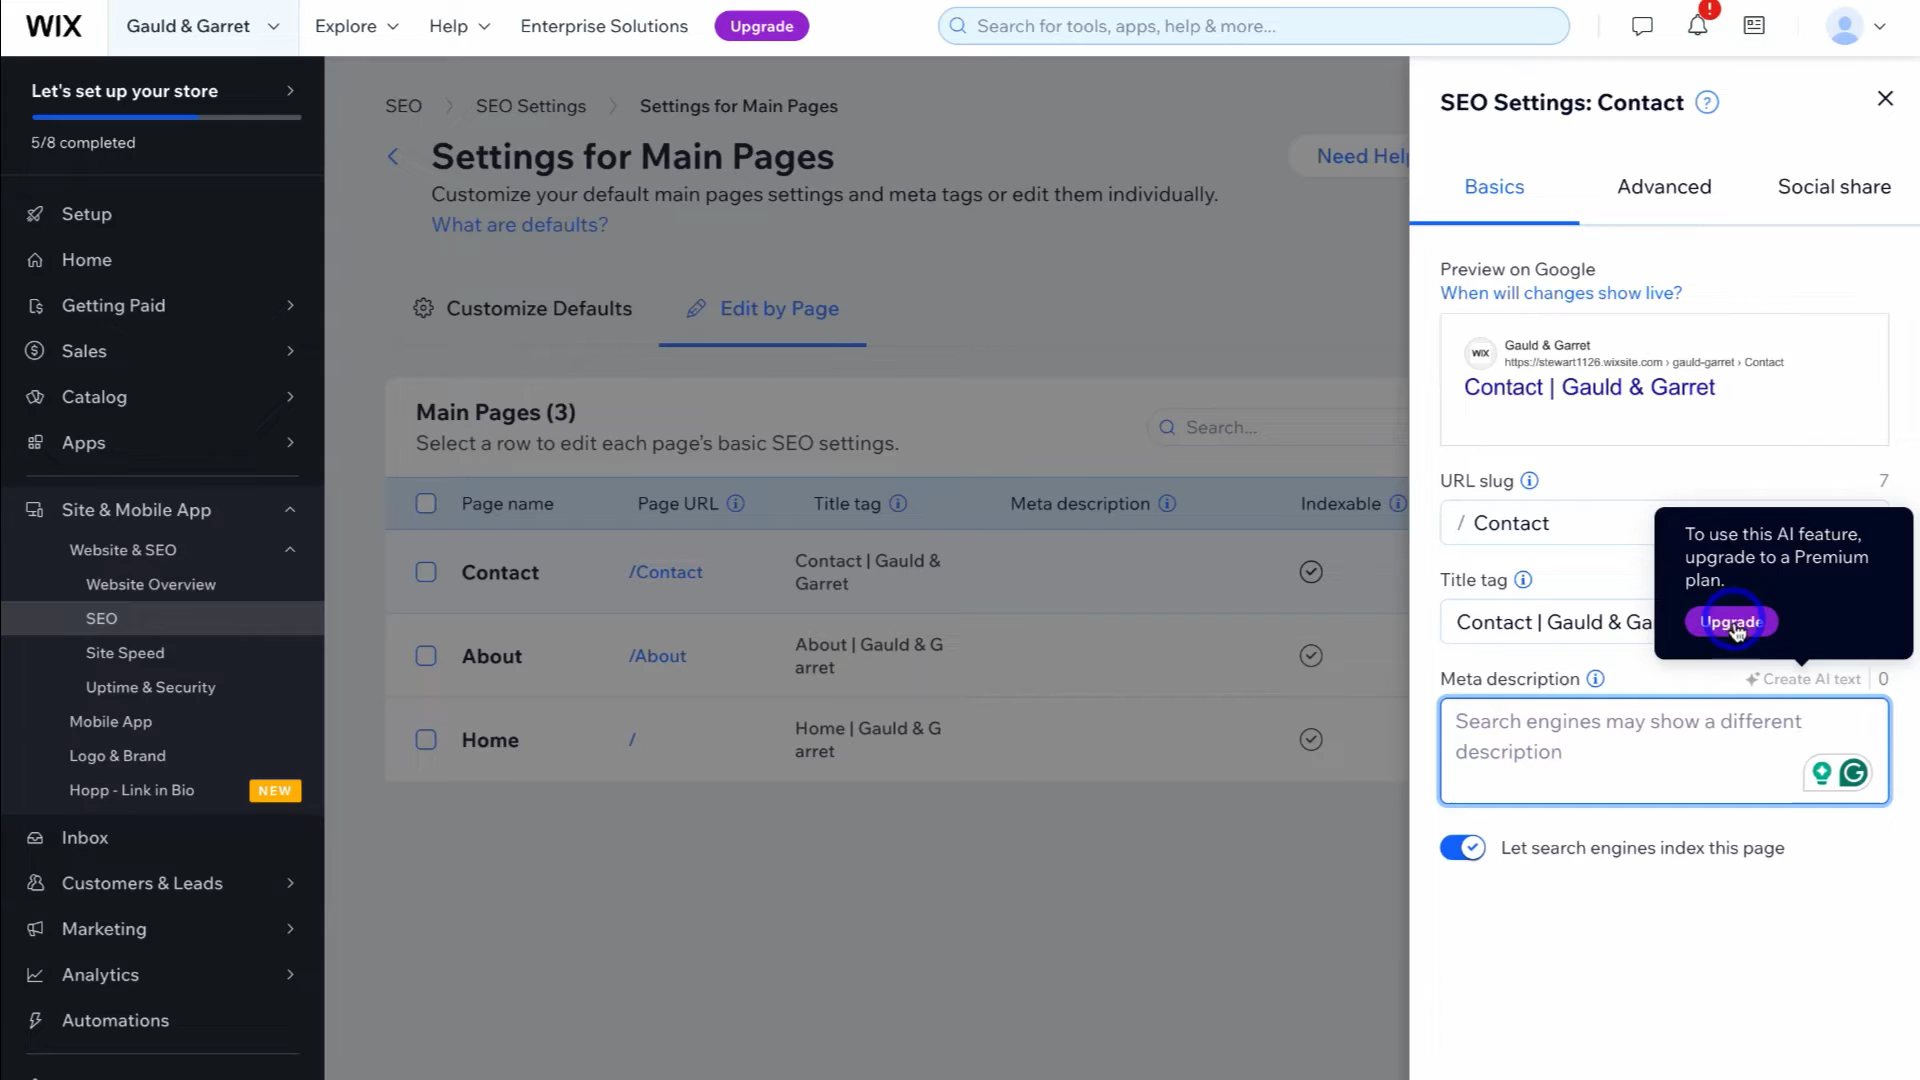 WIX
Gauld & Garret
Explore
Help
Enterprise Solutions
Upgrade
Search for tools, apps, help & more...
!
Let's set up your store
5/8 completed
Setup
Home
Getting Paid
Sales
Catalog
Apps
Site & Mobile App
Website & SEO
Website Overview
SEO
Site Speed
Uptime & Security
Mobile App
Logo & Brand
Hopp - Link in Bio
NEW
Inbox
Customers & Leads
Marketing
Analytics
Automations
SEO
SEO Settings
Settings for Main Pages
Settings for Main Pages
Need Help
Customize your default main pages settings and meta tags or edit them individually.
What are defaults?
Customize Defaults
Edit by Page
Main Pages (3)
Select a row to edit each page's basic SEO settings.
Search...
Page name
Page URL
Title tag
Meta description
Indexable
Contact
/Contact
Contact | Gauld &
Garret
About
/About
About | Gauld & G
arret
Home
/
Home | Gauld & G
arret
SEO Settings: Contact ?
Basics
Advanced
Social share
Preview on Google
When will changes show live?
WIX
Gauld & Garret
https://stewart1126.wixsite.com › gauld-garret › Contact
Contact | Gauld & Garret
URL slug
7
/ Contact
To use this AI feature,
upgrade to a Premium
plan.
Upgrade
Title tag
Contact | Gauld & Ga
Meta description
Create AI text
0
Search engines may show a different
description
Let search engines index this page